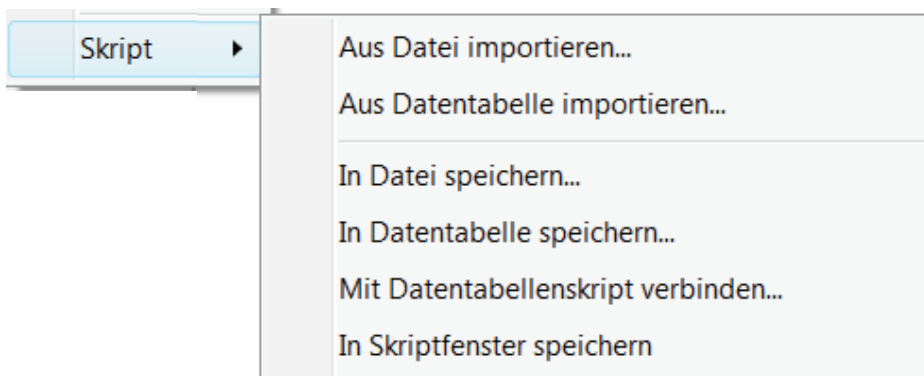 Skript
Aus Datei importieren...
Aus Datentabelle importieren...
In Datei speichern...
In Datentabelle speichern...
Mit Datentabellenskript verbinden...
In Skriptfenster speichern